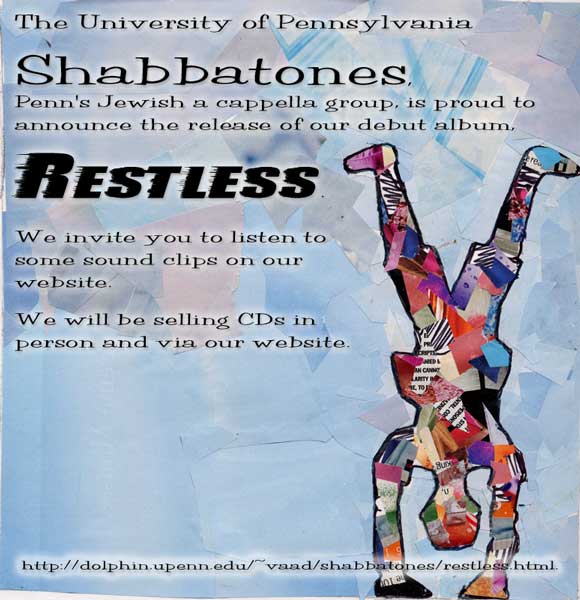 The University of Pennsylvania
Shabbatones,
Penn's Jewish a cappella group, is proud to
announce the release of our debut album,
RESTLESS
We invite you to listen to
some sound clips on our
website.
We will be selling CDs in
person and via our website.
http://dolphin.upenn.edu/~vaad/shabbatones/restless.html.